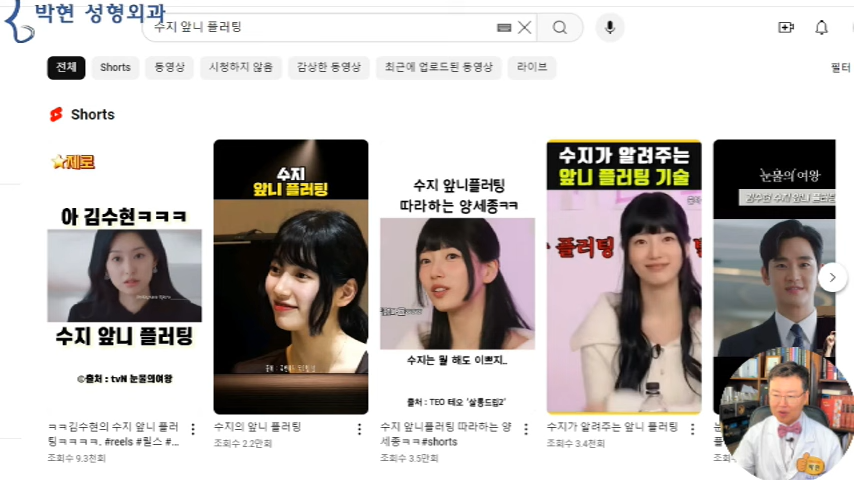 박현 성형외과
수지 앞니 플러팅
전체
Shorts
동영상
시청하지 않음
감상한 동영상
최근에 업로드된 동영상
라이브
필터
Shorts
제로
아 김수현ㅋㅋㅋ
수지 앞니 플러팅
©출처 : tvN 눈물의여왕
ㅋㅋ김수현의 수지 앞니 플러
팅ㅋㅋㅋㅋ. #reels #릴스 #...
조회수 9.3천회
수지
앞니 플러팅
수지의 앞니 플러팅
조회수 2.2만회
수지 앞니플러팅
따라하는 양세종ㅋㅋ
수지는 뭘 해도 이쁘지..
출처 : TEO 테오 '살롱드립2'
수지 앞니플러팅 따라하는 양
세종ㅋㅋ#shorts
조회수 3.5만회
수지가 알려주는
앞니 플러팅 기술
플러팅
수지가 알려주는 앞니 플러팅
조회수 3.4천회
눈물의 여왕
김수현 수지 앞니 플러팅